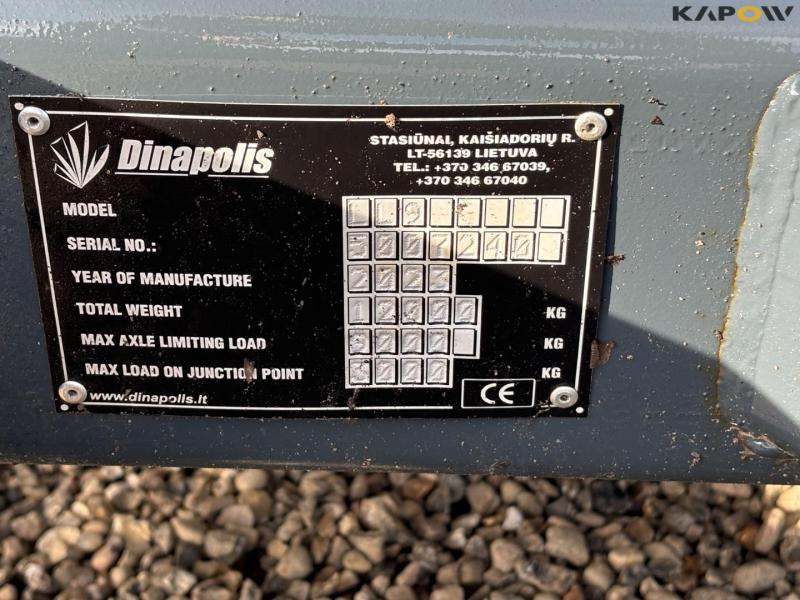 KAPOW
Dinapolis
STASIŪNAI, KAIŠIADORIŲ R.
LT-56139 LIETUVA
TEL.: +370 346 67039,
+370 346 67040
MODEL
SERIAL NO.:
YEAR OF MANUFACTURE
TOTAL WEIGHT KG
MAX AXLE LIMITING LOAD KG
MAX LOAD ON JUNCTION POINT KG
www.dinapolis.lt
CE